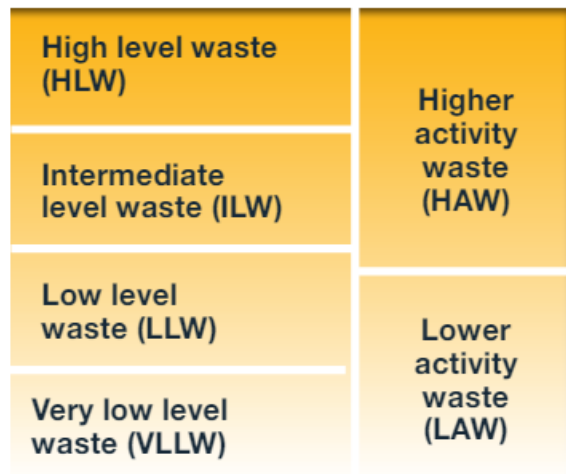 High level waste
(HLW)
Intermediate
level waste (ILW)
Low level
waste (LLW)
Very low level
waste (VLLW)
Higher
activity
waste
(HAW)
Lower
activity
waste
(LAW)